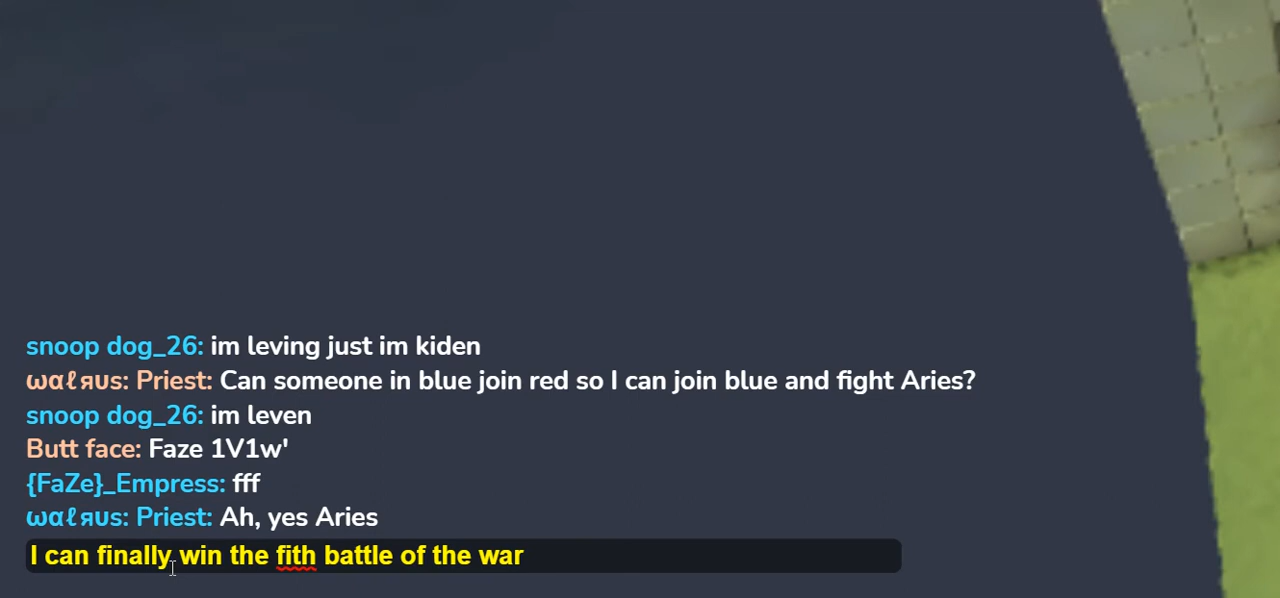 snoop dog_26: im leving just im kiden
ωαℓяυs: Priest: Can someone in blue join red so I can join blue and fight Aries?
snoop dog_26: im leven
Butt face: Faze 1V1w'
{FaZe}_Empress: fff
ωαℓяυs: Priest: Ah, yes Aries
I can finally win the fith battle of the war